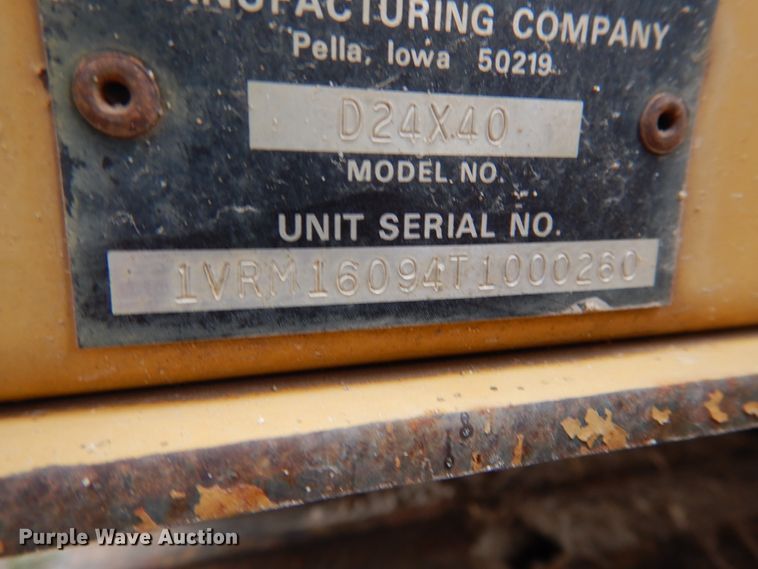 MANUFACTURING COMPANY
Pella, Iowa 50219
D24X40
MODEL NO.
UNIT SERIAL NO.
1VRM16094T1000260
Purple Wave Auction